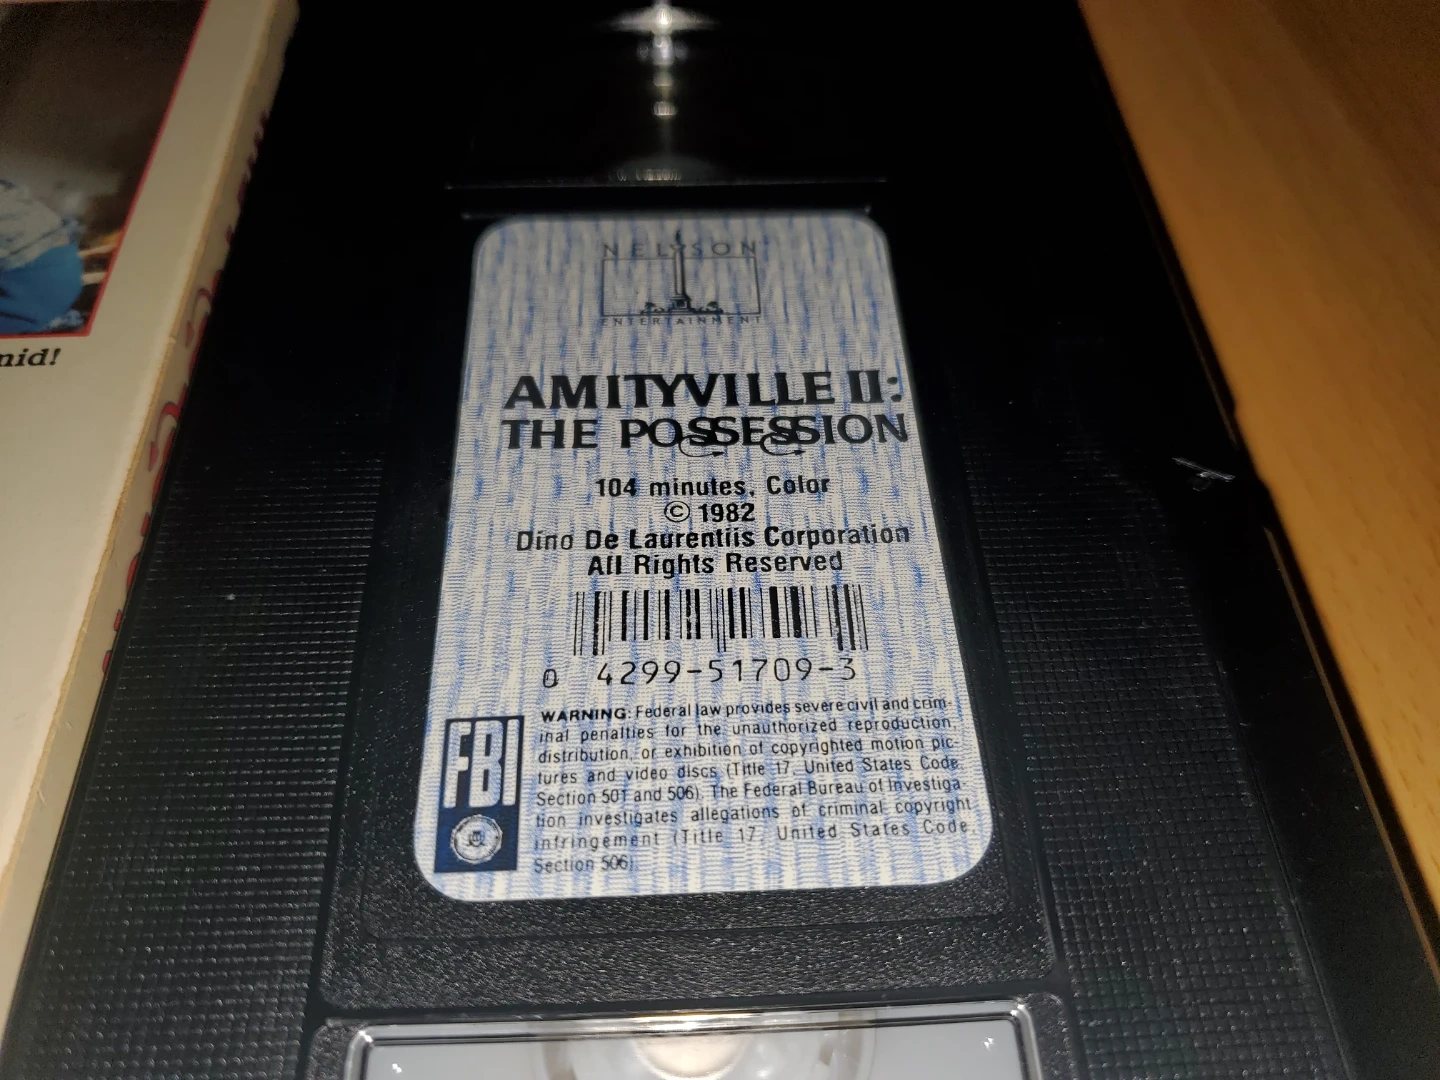 nid!
NELSON
ENTERTAINMENT
AMITYVILLE II:
THE POSSESSION
104 minutes, Color
© 1982
Dino De Laurentiis Corporation
All Rights Reserved
0 4299-51709-3
FBI
WARNING: Federal law provides severe civil and crim-
inal penalties for the unauthorized reproduction,
distribution, or exhibition of copyrighted motion pic-
tures and video discs (Title 17, United States Code,
Section 501 and 506). The Federal Bureau of Investiga-
tion investigates allegations of criminal copyright
infringement (Title 17, United States Code,
Section 506).